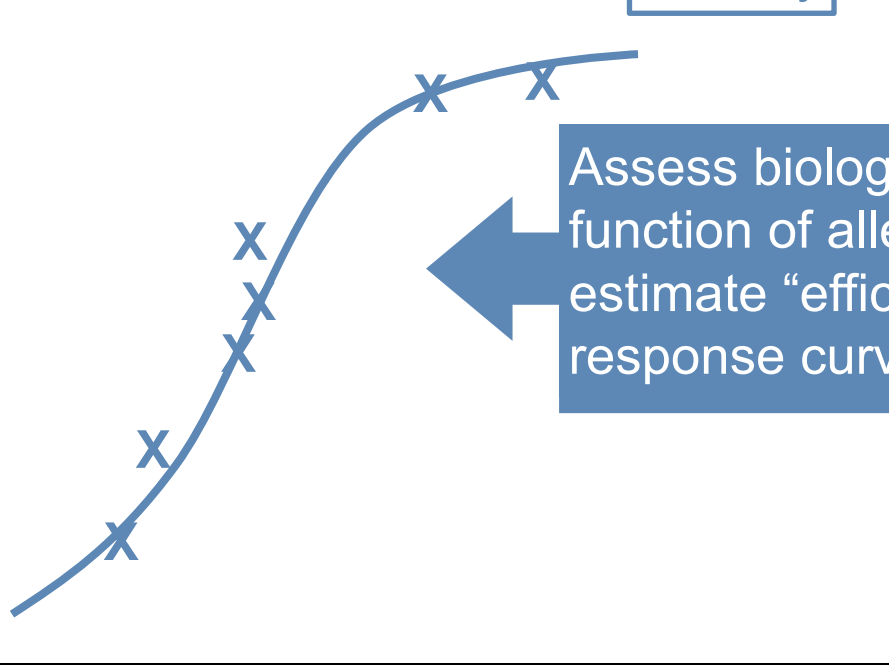 X
X
Assess biolog
function of alle
X
estimate “effic
X
response curv
X
X
X